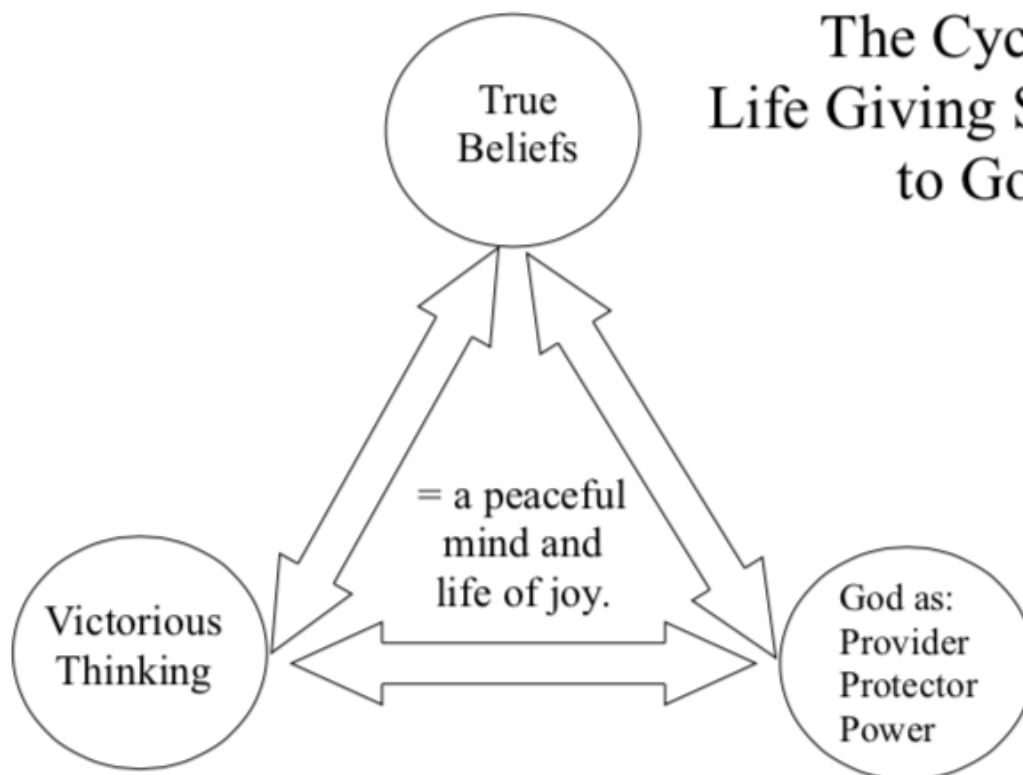 The Cyc
Life Giving S
to Go
True
Beliefs
= a peaceful
mind and
life of joy.
Victorious
Thinking
God as:
Provider
Protector
Power